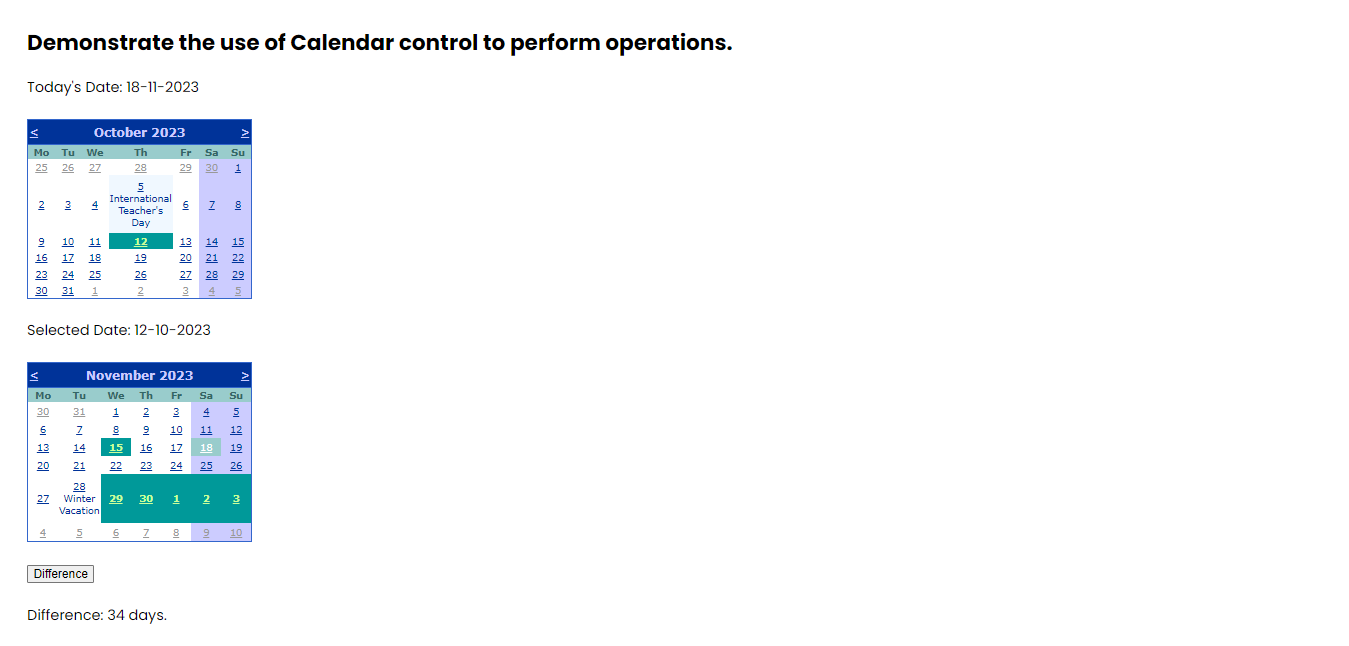 Demonstrate the use of Calendar control to perform operations.
Today's Date: 18-11-2023
< October 2023 >
Mo Tu We Th Fr Sa Su
25 26 27 28 29 30 1
2 3 4 5 International Teacher's Day 6 7 8
9 10 11 12 13 14 15
16 17 18 19 20 21 22
23 24 25 26 27 28 29
30 31 1 2 3 4 5
Selected Date: 12-10-2023
< November 2023 >
Mo Tu We Th Fr Sa Su
30 31 1 2 3 4 5
6 7 8 9 10 11 12
13 14 15 16 17 18 19
20 21 22 23 24 25 26
27 28 Winter Vacation 29 30 1 2 3
4 5 6 7 8 9 10
Difference
Difference: 34 days.